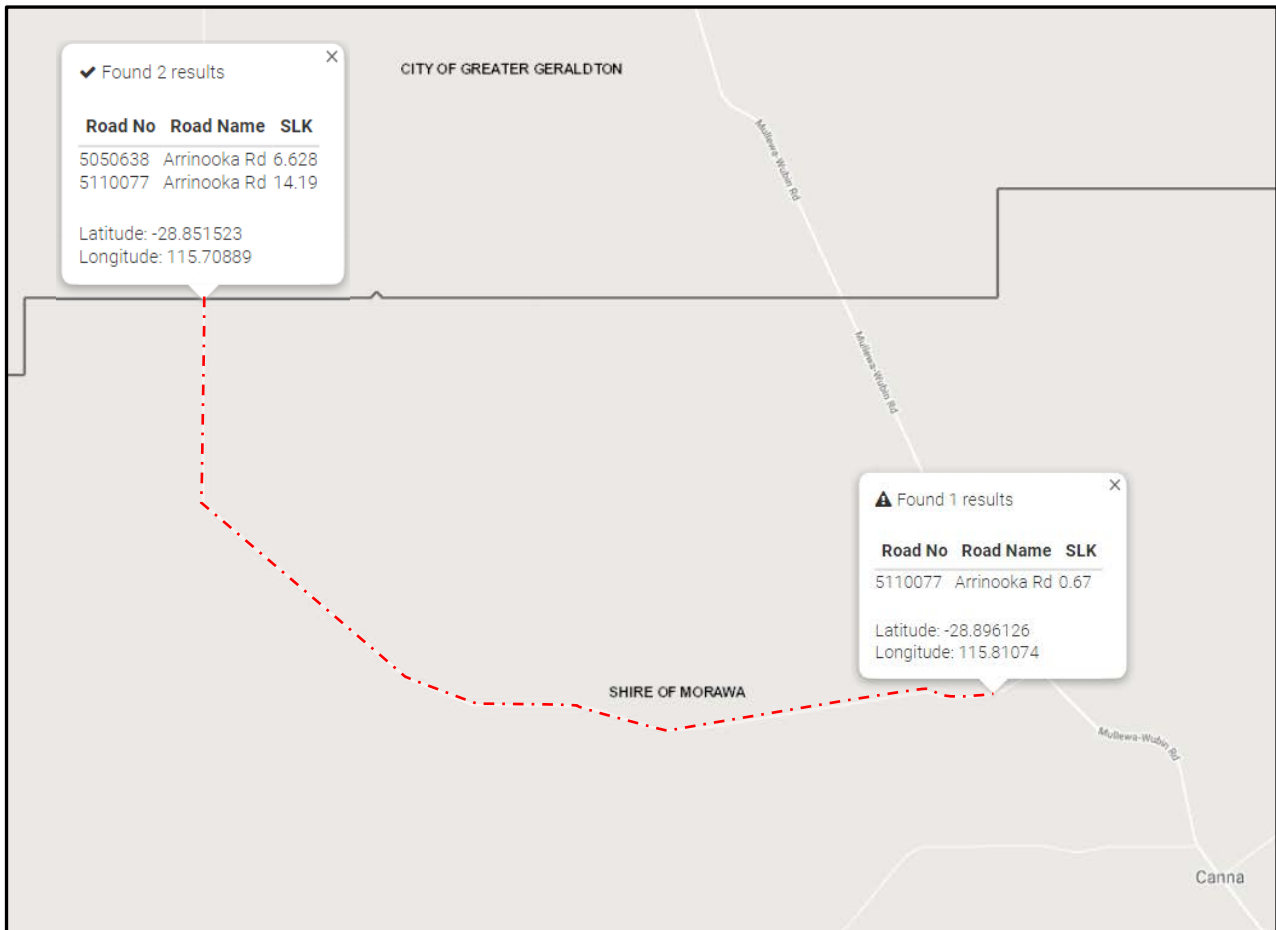 ✔ Found 2 results
×
Road No Road Name SLK
5050638 Arrinooka Rd 6.628
5110077 Arrinooka Rd 14.19
Latitude: -28.851523
Longitude: 115.70889
CITY OF GREATER GERALDTON
Mullewa-Wubin Rd
Mullewa-Wubin Rd
⚠ Found 1 results
×
Road No Road Name SLK
5110077 Arrinooka Rd 0.67
Latitude: -28.896126
Longitude: 115.81074
SHIRE OF MORAWA
Mullewa-Wubin Rd
Canna